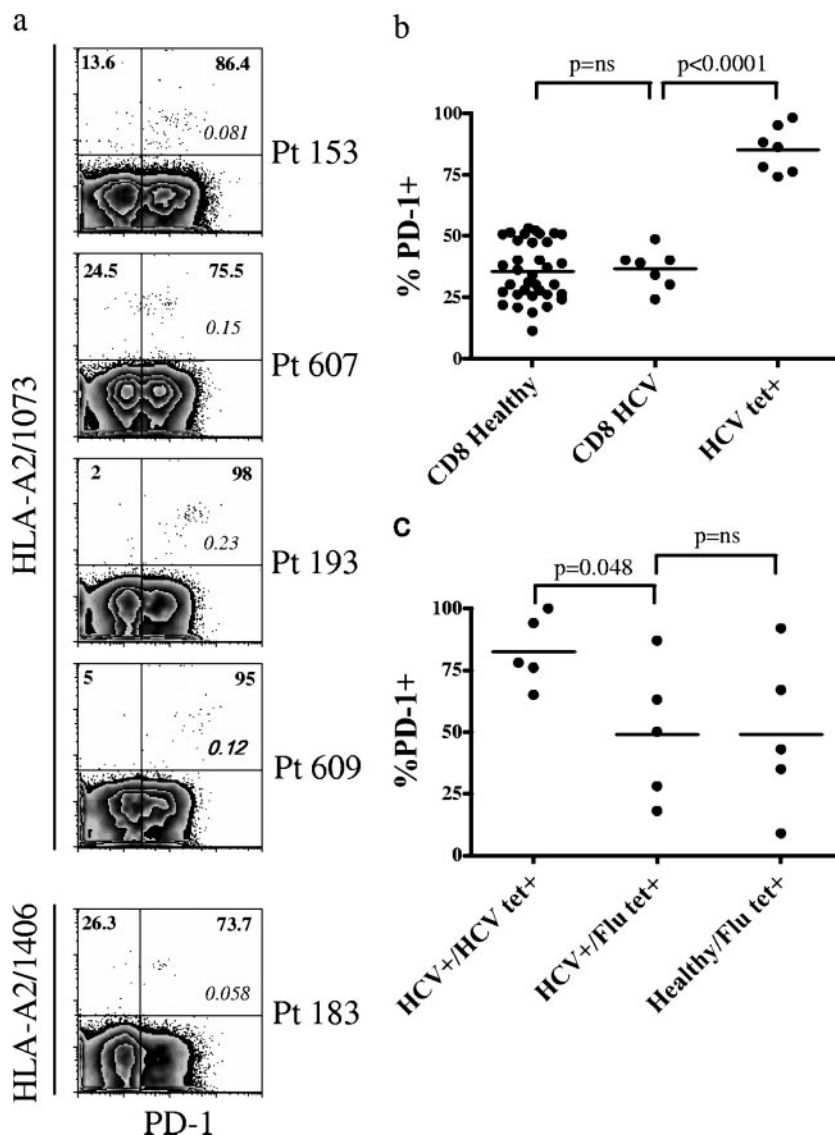 a
HLA-A2/1073
13.6 86.4
0.081
Pt 153
24.5 75.5
0.15
Pt 607
2 98
0.23
Pt 193
5 95
0.12
Pt 609
r
HLA-A2/1406
26.3 73.7
0.058
Pt 183
PD-1
b
p=ns
p<0.0001
% PD-1+
100
75
50
25
0
CD8 Healthy
CD8 HCV
HCV tet+
c
p=0.048
p=ns
%PD-1+
100
75
50
25
0
HCV+/HCV tet+
HCV+/Flu tet+
Healthy/Flu tet+